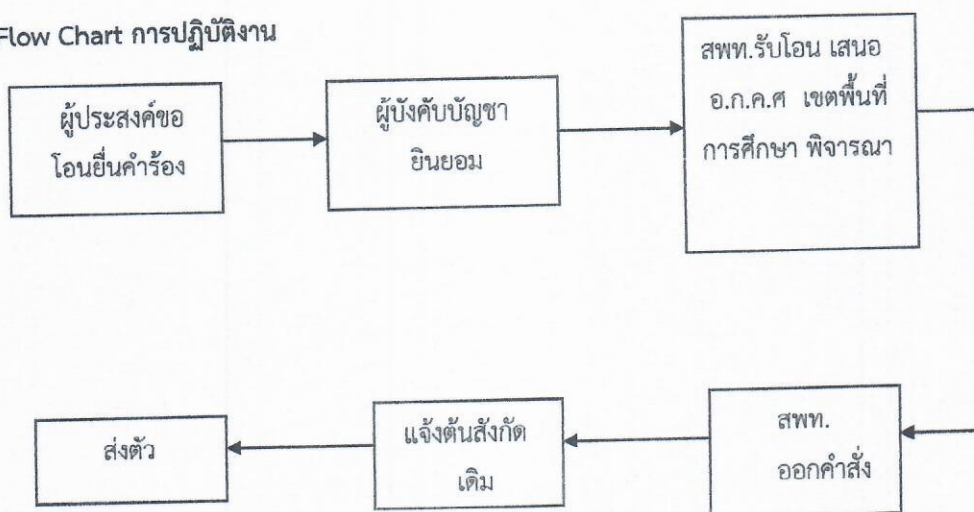 Flow Chart การปฏิบัติงาน
ผู้ประสงค์ขอ
โอนยื่นคำร้อง
ผู้บังคับบัญชา
ยินยอม
สพท.รับโอน เสนอ
อ.ก.ค.ศ เขตพื้นที่
การศึกษา พิจารณา
สพท.
ออกคำสั่ง
แจ้งต้นสังกัด
เดิม
ส่งตัว